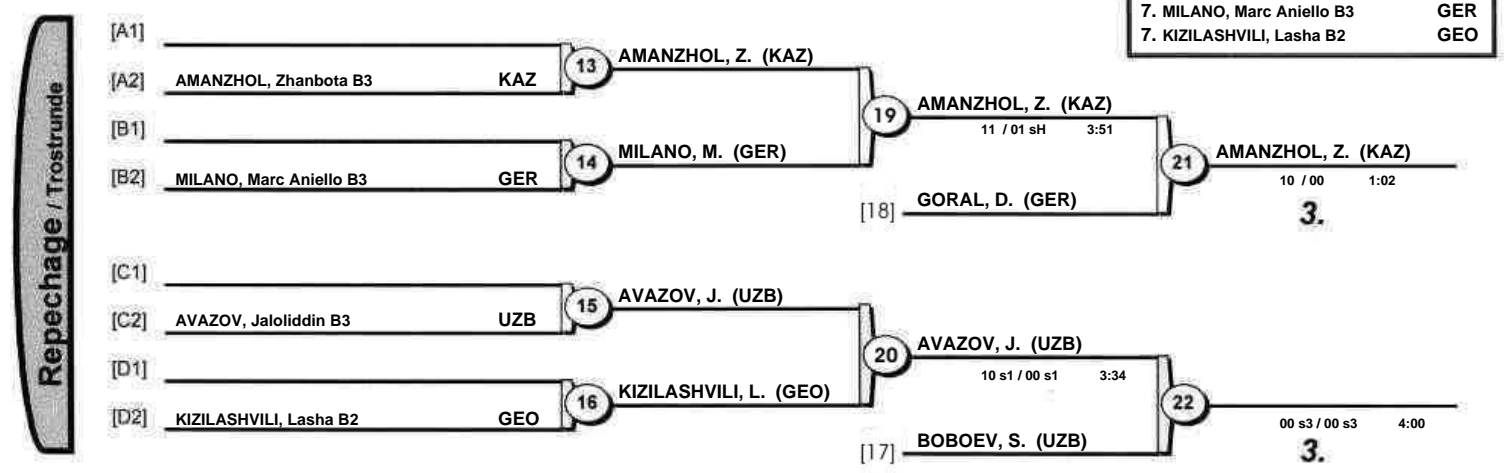 7. MILANO, Marc Aniello B3 GER
7. KIZILASHVILI, Lasha B2 GEO
Repechage / Trostrunde
[A1]
[A2] AMANZHOL, Zhanbota B3 KAZ
13 AMANZHOL, Z. (KAZ)
[B1]
[B2] MILANO, Marc Aniello B3 GER
14 MILANO, M. (GER)
19 AMANZHOL, Z. (KAZ)
11 / 01 sH 3:51
[18] GORAL, D. (GER)
21 AMANZHOL, Z. (KAZ)
10 / 00 1:02
3.
[C1]
[C2] AVAZOV, Jaloliddin B3 UZB
15 AVAZOV, J. (UZB)
[D1]
[D2] KIZILASHVILI, Lasha B2 GEO
16 KIZILASHVILI, L. (GEO)
20 AVAZOV, J. (UZB)
10 s1 / 00 s1 3:34
[17] BOBOEV, S. (UZB)
22
00 s3 / 00 s3 4:00
3.